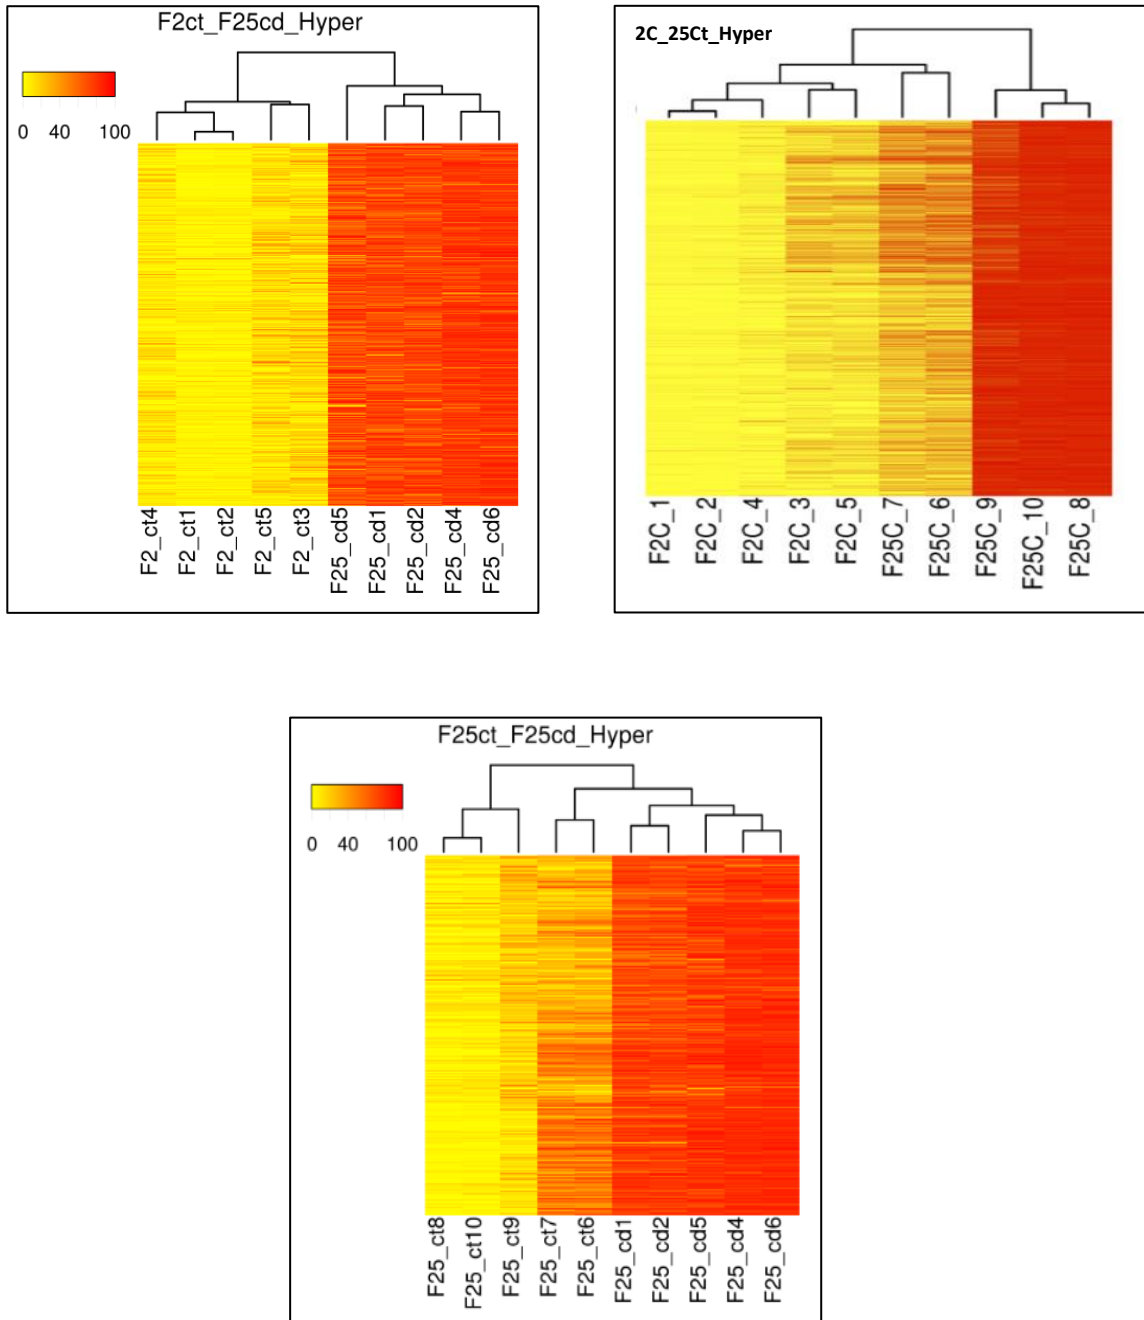 F2ct_F25cd_Hyper
0 40 100
F2_ct4
F2_ct1
F2_ct2
F2_ct5
F2_ct3
F25_cd5
F25_cd1
F25_cd2
F25_cd4
F25_cd6
2C_25Ct_Hyper
F2C_1
F2C_2
F2C_4
F2C_3
F2C_5
F25C_7
F25C_6
F25C_9
F25C_10
F25C_8
F25ct_F25cd_Hyper
0 40 100
F25_ct8
F25_ct10
F25_ct9
F25_ct7
F25_ct6
F25_cd1
F25_cd2
F25_cd5
F25_cd4
F25_cd6